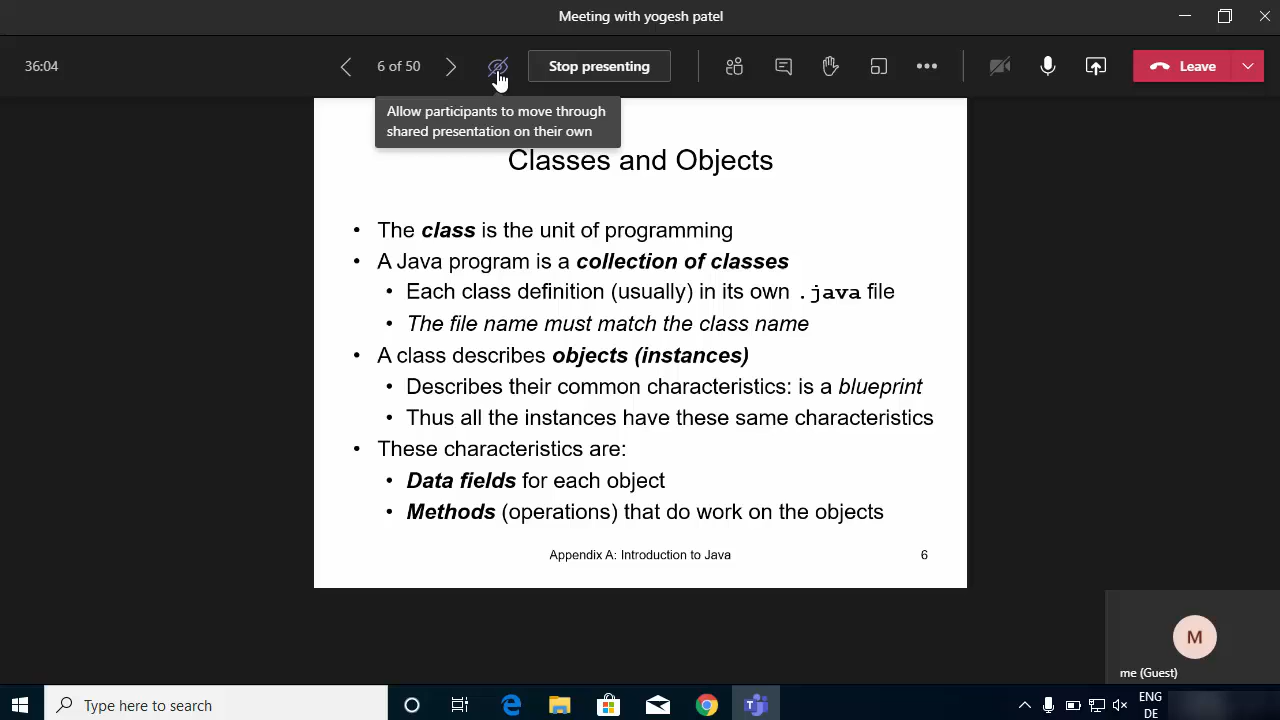 Meeting with yogesh patel
36:04
6 of 50
Stop presenting
Leave
Allow participants to move through
shared presentation on their own
Classes and Objects
• The class is the unit of programming
• A Java program is a collection of classes
• Each class definition (usually) in its own .java file
• The file name must match the class name
• A class describes objects (instances)
• Describes their common characteristics: is a blueprint
• Thus all the instances have these same characteristics
• These characteristics are:
• Data fields for each object
• Methods (operations) that do work on the objects
Appendix A: Introduction to Java
6
M
me (Guest)
Type here to search
ENG
DE